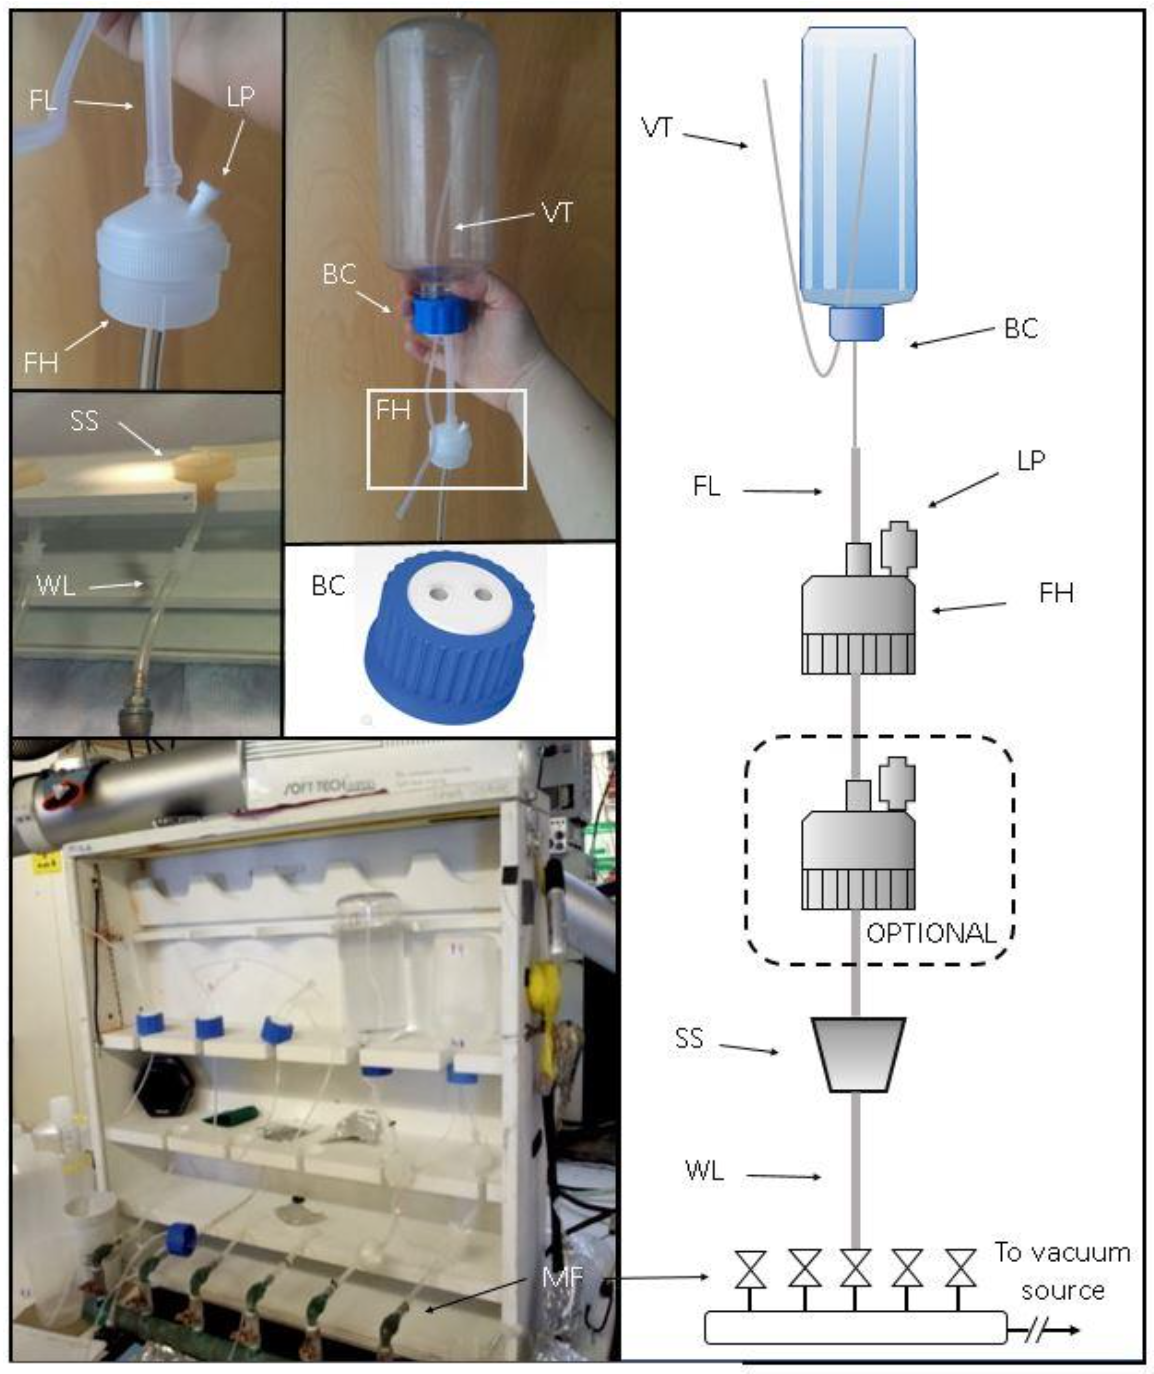 FL
LP
FH
VT
BC
FH
SS
WL
BC
SOFT TECH
MF
VT
BC
FL
LP
FH
OPTIONAL
SS
WL
To vacuum
source